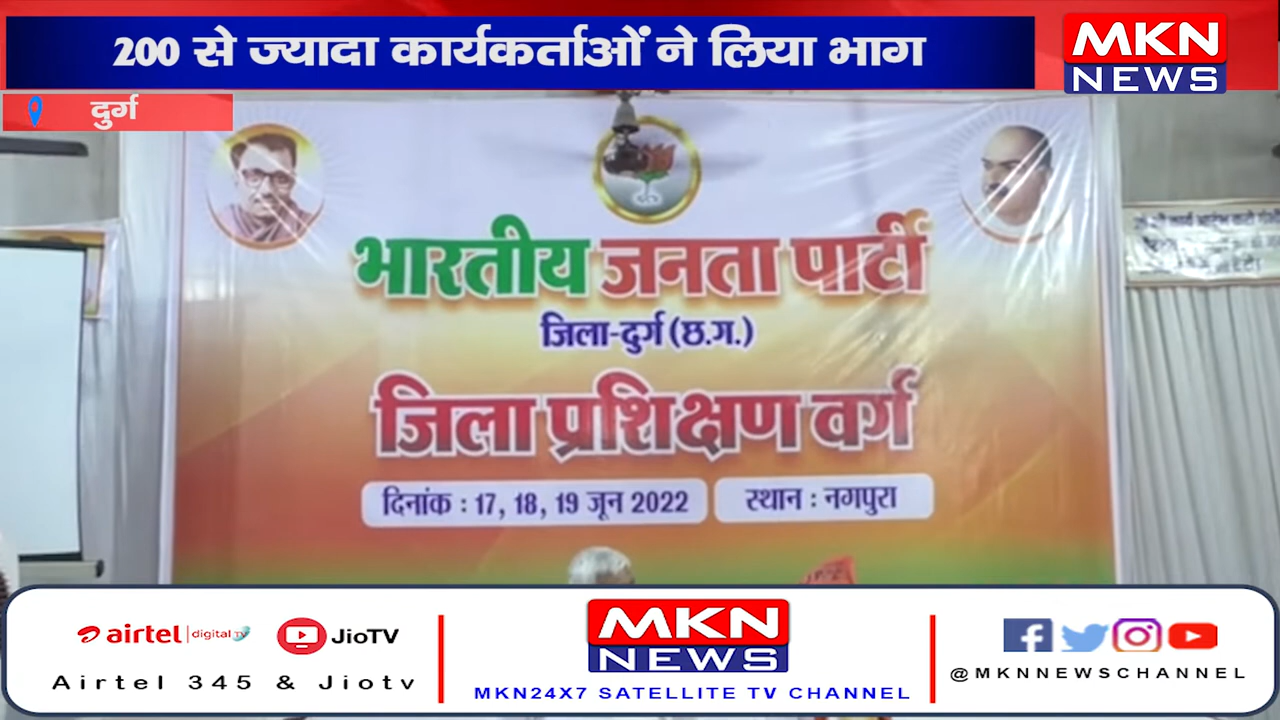 200 से ज्यादा कार्यकर्ताओं ने लिया भाग
MKN
NEWS
दुर्ग
भारतीय जनता पार्टी
जिला-दुर्ग (छ.ग.)
जिला प्रशिक्षण वर्ग
दिनांक : 17, 18, 19 जून 2022
स्थान : नगपुरा
airtel | digital TV
JioTV
Airtel 345 & Jiotv
MKN
NEWS
MKN24X7 SATELLITE TV CHANNEL
@MKNNEWSCHANNEL